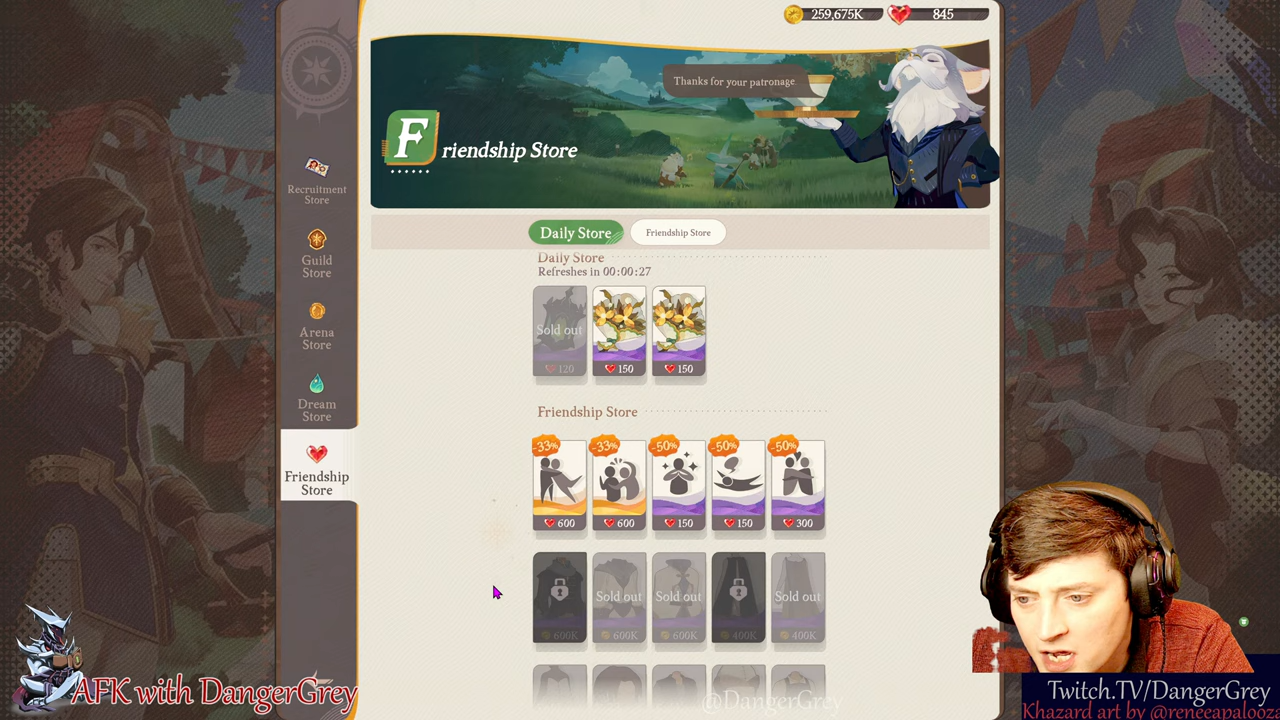 259,675K
845
Thanks for your patronage.
Friendship Store
Recruitment
Store
Guild
Store
Arena
Store
Dream
Store
Friendship
Store
Daily Store
Friendship Store
Daily Store
Refreshes in 00:00:27
Sold out
120
150
150
Friendship Store
-33%
-33%
-50%
-50%
-50%
600
600
150
150
300
Sold out
Sold out
Sold out
600K
600K
600K
400K
400K
@DangerGrey
AFK with DangerGrey
Twitch.TV/DangerGrey
Khazard art by @reneeapalooza